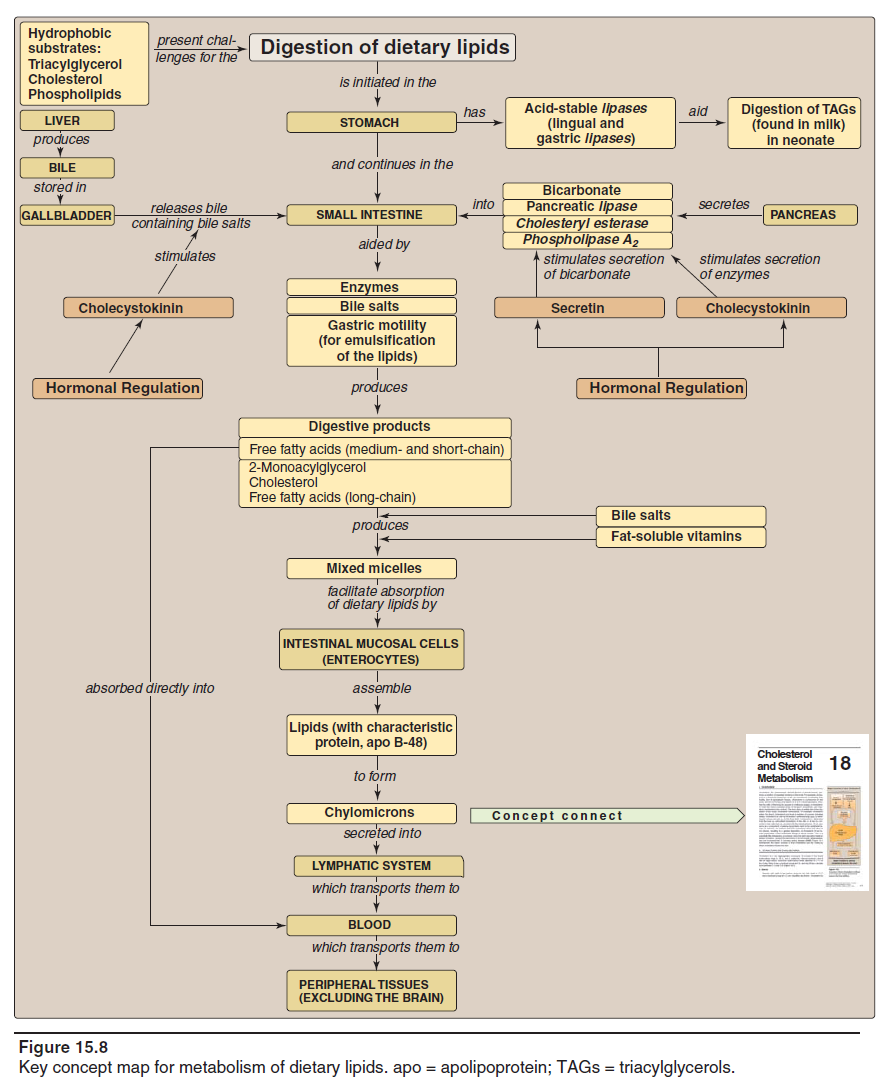 Hydrophobic
substrates:
Triacylglycerol
Cholesterol
Phospholipids
present chal-
lenges for the
Digestion of dietary lipids
is initiated in the
LIVER
produces
BILE
stored in
GALLBLADDER
releases bile
containing bile salts
stimulates
Cholecystokinin
Hormonal Regulation
STOMACH
has
Acid-stable lipases
(lingual and
gastric lipases)
aid
Digestion of TAGs
(found in milk)
in neonate
and continues in the
SMALL INTESTINE
into
Bicarbonate
Pancreatic lipase
Cholesteryl esterase
Phospholipase A2
secretes
PANCREAS
stimulates secretion
of bicarbonate
stimulates secretion
of enzymes
Secretin
Cholecystokinin
Hormonal Regulation
aided by
Enzymes
Bile salts
Gastric motility
(for emulsification
of the lipids)
produces
Digestive products
Free fatty acids (medium- and short-chain)
2-Monoacylglycerol
Cholesterol
Free fatty acids (long-chain)
produces
Bile salts
Fat-soluble vitamins
Mixed micelles
facilitate absorption
of dietary lipids by
INTESTINAL MUCOSAL CELLS
(ENTEROCYTES)
absorbed directly into
assemble
Lipids (with characteristic
protein, apo B-48)
to form
Chylomicrons
Concept connect
Cholesterol
and Steroid
Metabolism
18
secreted into
LYMPHATIC SYSTEM
which transports them to
BLOOD
which transports them to
PERIPHERAL TISSUES
(EXCLUDING THE BRAIN)
Figure 15.8
Key concept map for metabolism of dietary lipids. apo = apolipoprotein; TAGs = triacylglycerols.